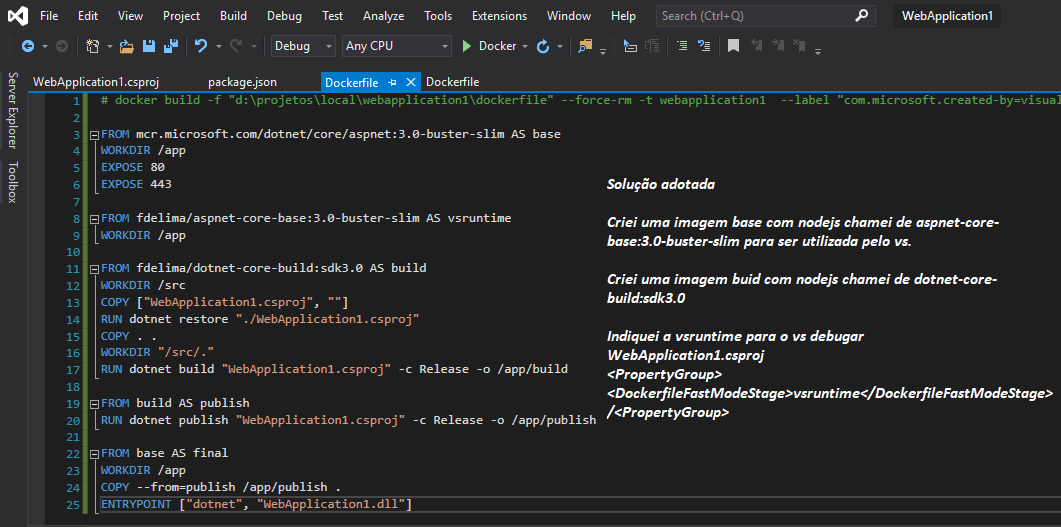 File Edit View Project Build Debug Test Analyze Tools Extensions Window Help Search (Ctrl+Q) WebApplication1
Debug Any CPU Docker
WebApplication1.csproj package.json Dockerfile Dockerfile
Server Explorer
Toolbox
1 # docker build -f "d:\projetos\local\webapplication1\dockerfile" --force-rm -t webapplication1 --label "com.microsoft.created-by=visual
2
3 FROM mcr.microsoft.com/dotnet/core/aspnet:3.0-buster-slim AS base
4 WORKDIR /app
5 EXPOSE 80
6 EXPOSE 443
7
8 FROM fdelima/aspnet-core-base:3.0-buster-slim AS vsruntime
9 WORKDIR /app
10
11 FROM fdelima/dotnet-core-build:sdk3.0 AS build
12 WORKDIR /src
13 COPY ["WebApplication1.csproj", ""]
14 RUN dotnet restore "./WebApplication1.csproj"
15 COPY . .
16 WORKDIR "/src/."
17 RUN dotnet build "WebApplication1.csproj" -c Release -o /app/build
18
19 FROM build AS publish
20 RUN dotnet publish "WebApplication1.csproj" -c Release -o /app/publish
21
22 FROM base AS final
23 WORKDIR /app
24 COPY --from=publish /app/publish .
25 ENTRYPOINT ["dotnet", "WebApplication1.dll"]
Solução adotada
Criei uma imagem base com nodejs chamei de aspnet-core-
base:3.0-buster-slim para ser utilizada pelo vs.
Criei uma imagem buid com nodejs chamei de dotnet-core-
build:sdk3.0
Indiquei a vsruntime para o vs debugar
WebApplication1.csproj
<PropertyGroup>
<DockerfileFastModeStage>vsruntime</DockerfileFastModeStage>
/<PropertyGroup>